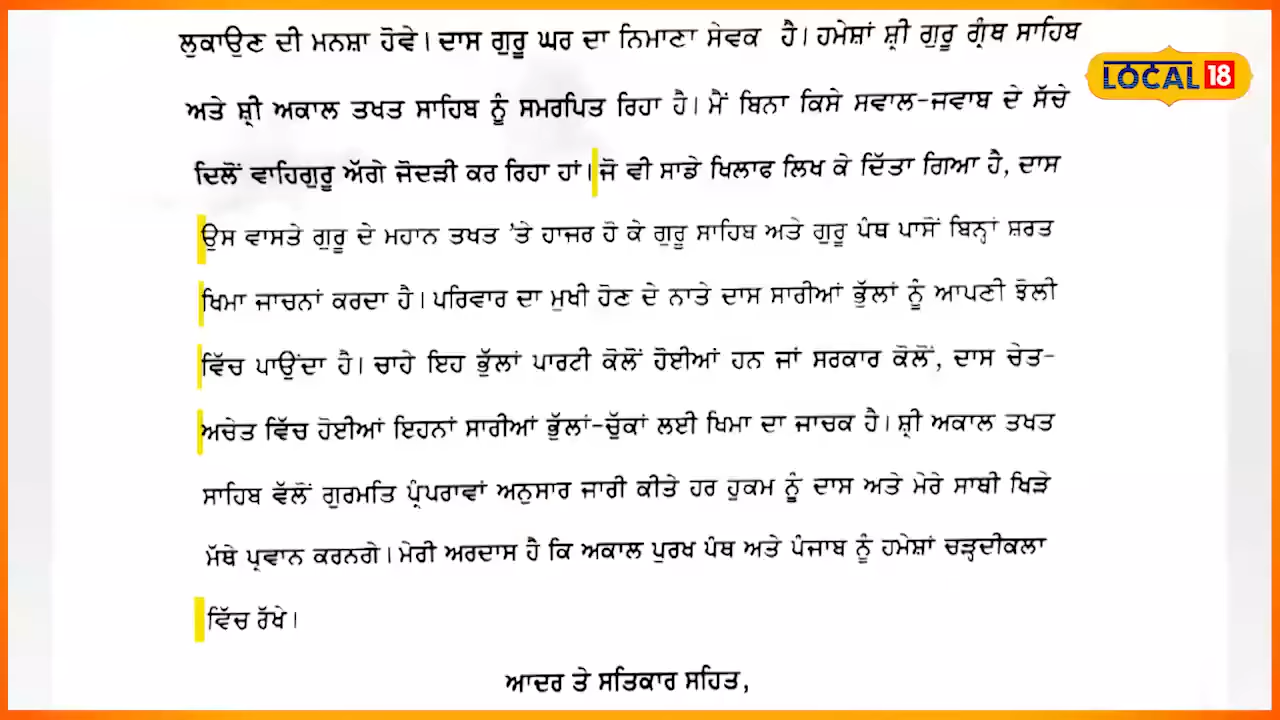 ਲੁਕਾਉਣ ਦੀ ਮਨਸ਼ਾ ਹੋਵੇ। ਦਾਸ ਗੁਰੂ ਘਰ ਦਾ ਨਿਮਾਣਾ ਸੇਵਕ ਹੈ। ਹਮੇਸ਼ਾਂ ਸ਼੍ਰੀ ਗੁਰੂ ਗ੍ਰੰਥ ਸਾਹਿਬ
LOCAL 18
ਅਤੇ ਸ਼੍ਰੀ ਅਕਾਲ ਤਖਤ ਸਾਹਿਬ ਨੂੰ ਸਮਰਪਿਤ ਰਿਹਾ ਹੈ। ਮੈਂ ਬਿਨਾ ਕਿਸੇ ਸਵਾਲ-ਜਵਾਬ ਦੇ ਸੱਚੇ
ਦਿਲੋਂ ਵਾਹਿਗੁਰੂ ਅੱਗੇ ਜੋਦੜੀ ਕਰ ਰਿਹਾ ਹਾਂ। ਜੋ ਵੀ ਸਾਡੇ ਖਿਲਾਫ ਲਿਖ ਕੇ ਦਿੱਤਾ ਗਿਆ ਹੈ, ਦਾਸ
ਉਸ ਵਾਸਤੇ ਗੁਰੂ ਦੇ ਮਹਾਨ ਤਖਤ 'ਤੇ ਹਾਜਰ ਹੋ ਕੇ ਗੁਰੂ ਸਾਹਿਬ ਅਤੇ ਗੁਰੂ ਪੰਥ ਪਾਸੋਂ ਬਿਨ੍ਹਾਂ ਸ਼ਰਤ
ਖਿਮਾ ਜਾਚਨਾਂ ਕਰਦਾ ਹੈ। ਪਰਿਵਾਰ ਦਾ ਮੁਖੀ ਹੋਣ ਦੇ ਨਾਤੇ ਦਾਸ ਸਾਰੀਆਂ ਭੁੱਲਾਂ ਨੂੰ ਆਪਣੀ ਝੋਲੀ
ਵਿੱਚ ਪਾਉਂਦਾ ਹੈ। ਚਾਹੇ ਇਹ ਭੁੱਲਾਂ ਪਾਰਟੀ ਕੋਲੋਂ ਹੋਈਆਂ ਹਨ ਜਾਂ ਸਰਕਾਰ ਕੋਲੋਂ, ਦਾਸ ਚੇਤ-
ਅਚੇਤ ਵਿੱਚ ਹੋਈਆਂ ਇਹਨਾਂ ਸਾਰੀਆਂ ਭੁੱਲਾਂ-ਚੁੱਕਾਂ ਲਈ ਖਿਮਾ ਦਾ ਜਾਚਕ ਹੈ। ਸ਼੍ਰੀ ਅਕਾਲ ਤਖਤ
ਸਾਹਿਬ ਵੱਲੋਂ ਗੁਰਮਤਿ ਪ੍ਰੰਪਰਾਵਾਂ ਅਨੁਸਾਰ ਜਾਰੀ ਕੀਤੇ ਹਰ ਹੁਕਮ ਨੂੰ ਦਾਸ ਅਤੇ ਮੇਰੇ ਸਾਥੀ ਖਿੜੇ
ਮੱਥੇ ਪ੍ਰਵਾਨ ਕਰਨਗੇ। ਮੇਰੀ ਅਰਦਾਸ ਹੈ ਕਿ ਅਕਾਲ ਪੁਰਖ ਪੰਥ ਅਤੇ ਪੰਜਾਬ ਨੂੰ ਹਮੇਸ਼ਾਂ ਚੜ੍ਹਦੀਕਲਾ
ਵਿੱਚ ਰੱਖੇ।
ਆਦਰ ਤੇ ਸਤਿਕਾਰ ਸਹਿਤ,